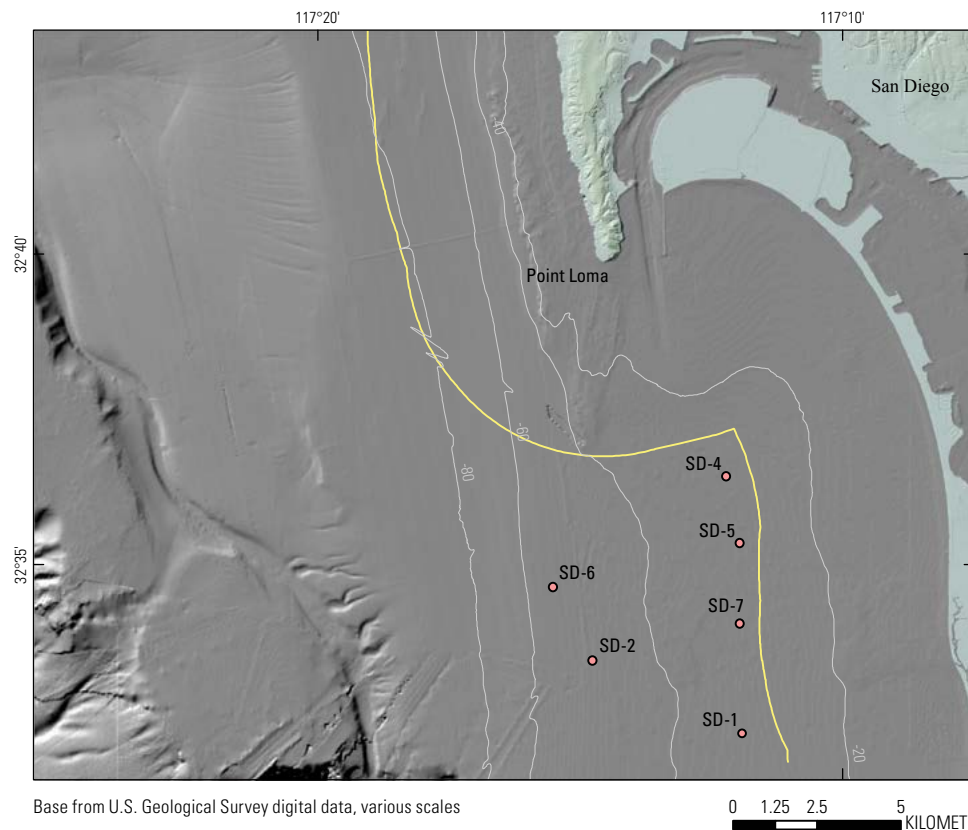 117°20'
117°10'
San Diego
-40
32°40'
Point Loma
-60
SD-4
-80
SD-5
32°35'
SD-6
SD-7
SD-2
SD-1
-20
Base from U.S. Geological Survey digital data, various scales
0 1.25 2.5 5
KILOMET